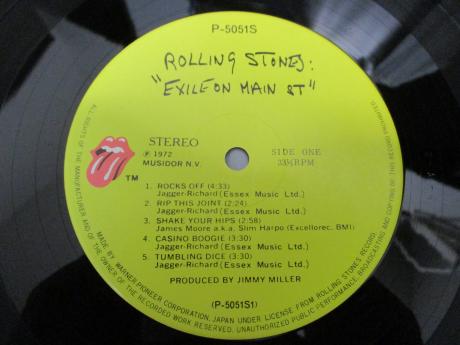 P-5051S
ROLLING STONES:
"EXILE ON MAIN ST"
STEREO
Ⓟ 1972
MUSIDOR N.V.
SIDE ONE
33⅓RPM
TM
1. ROCKS OFF (4:33)
Jagger-Richard (Essex Music Ltd.)
2. RIP THIS JOINT (2:24)
Jagger-Richard (Essex Music Ltd.)
3. SHAKE YOUR HIPS (2:58)
James Moore a.k.a. Slim Harpo (Excellorec, BMI)
4. CASINO BOOGIE (3:30)
Jagger-Richard (Essex Music Ltd.)
5. TUMBLING DICE (3:30)
Jagger-Richard (Essex Music Ltd.)
PRODUCED BY JIMMY MILLER
(P-5051S1)
MADE BY WARNER-PIONEER CORPORATION, JAPAN UNDER LICENSE FROM ROLLING STONES RECORD.
ALL RIGHTS OF THE MANUFACTURER AND OF THE OWNER OF THE RECORDED WORK RESERVED. UNAUTHORIZED PUBLIC PERFORMANCE, BROADCASTING AND COPYING OF THIS RECORD PROHIBITED